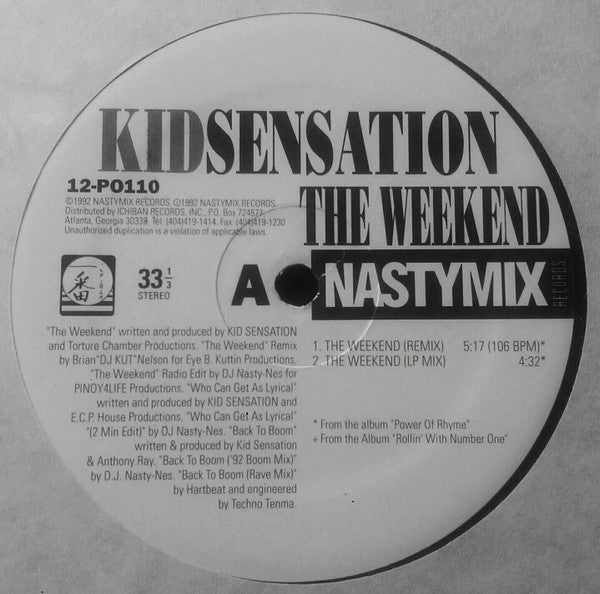 KIDSENSATION
THE WEEKEND
12-PO110
©1992 NASTYMIX RECORDS ℗1992 NASTYMIX RECORDS.
Distributed by ICHIBAN RECORDS, INC., P.O. Box 724677,
Atlanta, Georgia 30339. Tel: (404)419-1414. Fax: (404)419-1230
Unauthorized duplication is a violation of applicable laws
一番
ICHIBAN
33 1/3
STEREO
A
NASTYMIX
RECORDS
"The Weekend" written and produced by KID SENSATION
and Torture Chamber Productions. "The Weekend" Remix
by Brian"DJ KUT"Nelson for Eye B. Kuttin Productions.
"The Weekend" Radio Edit by DJ Nasty-Nes for
PINOY4LIFE Productions. "Who Can Get As Lyrical"
written and produced by KID SENSATION and
E.C.P. House Productions. "Who Can Get As Lyrical"
"(2 Min Edit)" by DJ Nasty-Nes. "Back To Boom"
written & produced by Kid Sensation
& Anthony Ray. "Back To Boom ('92 Boom Mix)
by D.J. Nasty-Nes. "Back To Boom (Rave Mix)"
by Hartbeat and engineered
by Techno Tenma.
1. THE WEEKEND (REMIX) 5:17 (106 BPM)*
2. THE WEEKEND (LP MIX) 4:32*
* From the album "Power Of Rhyme"
+ From the Album "Rollin' With Number One"